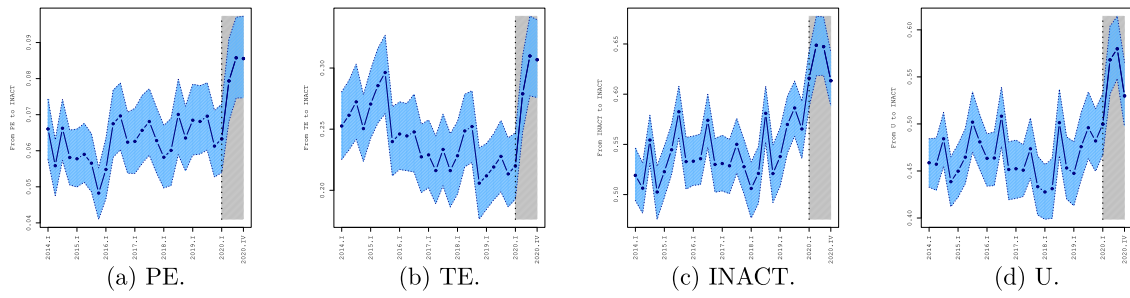 From PE to INACT
0.04 0.05 0.06 0.07 0.08 0.09
2014.I 2015.I 2016.I 2017.I 2018.I 2019.I 2020.I 2020.IV
(a) PE.
From TE to INACT
0.20 0.25 0.30
2014.I 2015.I 2016.I 2017.I 2018.I 2019.I 2020.I 2020.IV
(b) TE.
From INACT to INACT
0.50 0.55 0.60 0.65
2014.I 2015.I 2016.I 2017.I 2018.I 2019.I 2020.I 2020.IV
(c) INACT.
From U to INACT
0.40 0.45 0.50 0.55 0.60
2014.I 2015.I 2016.I 2017.I 2018.I 2019.I 2020.I 2020.IV
(d) U.